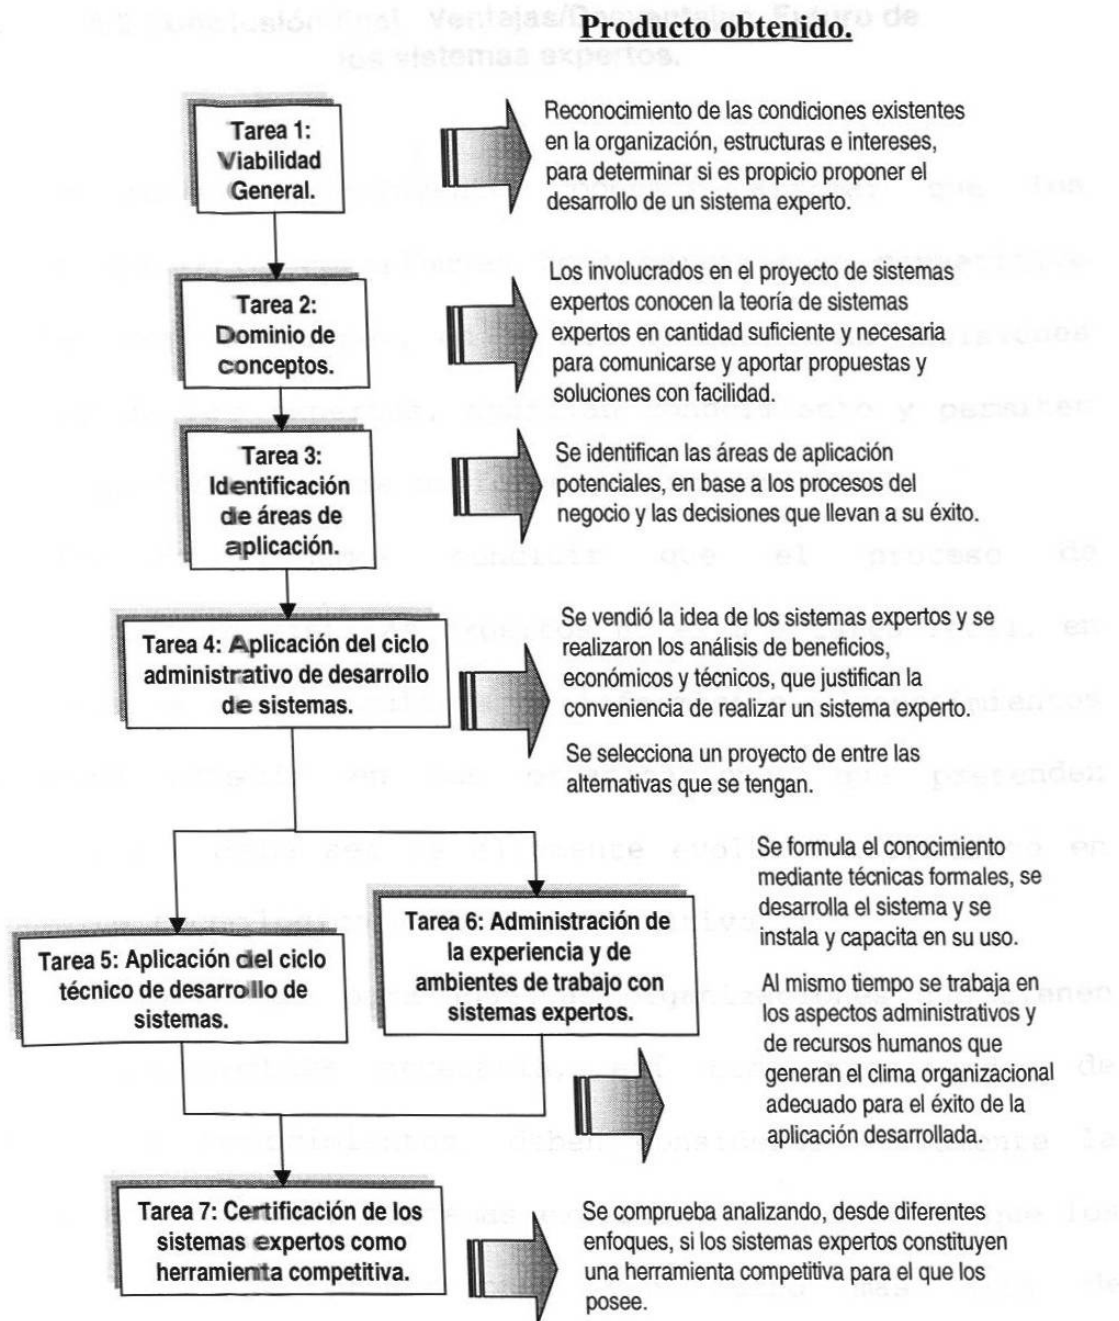 Producto obtenido.
Tarea 1:
Viabilidad
General.
Reconocimiento de las condiciones existentes
en la organización, estructuras e intereses,
para determinar si es propicio proponer el
desarrollo de un sistema experto.
Tarea 2:
Dominio de
conceptos.
Los involucrados en el proyecto de sistemas
expertos conocen la teoría de sistemas
expertos en cantidad suficiente y necesaria
para comunicarse y aportar propuestas y
soluciones con facilidad.
Tarea 3:
Identificación
de áreas de
aplicación.
Se identifican las áreas de aplicación
potenciales, en base a los procesos del
negocio y las decisiones que llevan a su éxito.
Tarea 4: Aplicación del ciclo
administrativo de desarrollo
de sistemas.
Se vendió la idea de los sistemas expertos y se
realizaron los análisis de beneficios,
económicos y técnicos, que justifican la
conveniencia de realizar un sistema experto.
Se selecciona un proyecto de entre las
alternativas que se tengan.
Tarea 5: Aplicación del ciclo
técnico de desarrollo de
sistemas.
Tarea 6: Administración de
la experiencia y de
ambientes de trabajo con
sistemas expertos.
Se formula el conocimiento
mediante técnicas formales, se
desarrolla el sistema y se
instala y capacita en su uso.
Al mismo tiempo se trabaja en
los aspectos administrativos y
de recursos humanos que
generan el clima organizacional
adecuado para el éxito de la
aplicación desarrollada.
Tarea 7: Certificación de los
sistemas expertos como
herramienta competitiva.
Se comprueba analizando, desde diferentes
enfoques, si los sistemas expertos constituyen
una herramienta competitiva para el que los
posee.